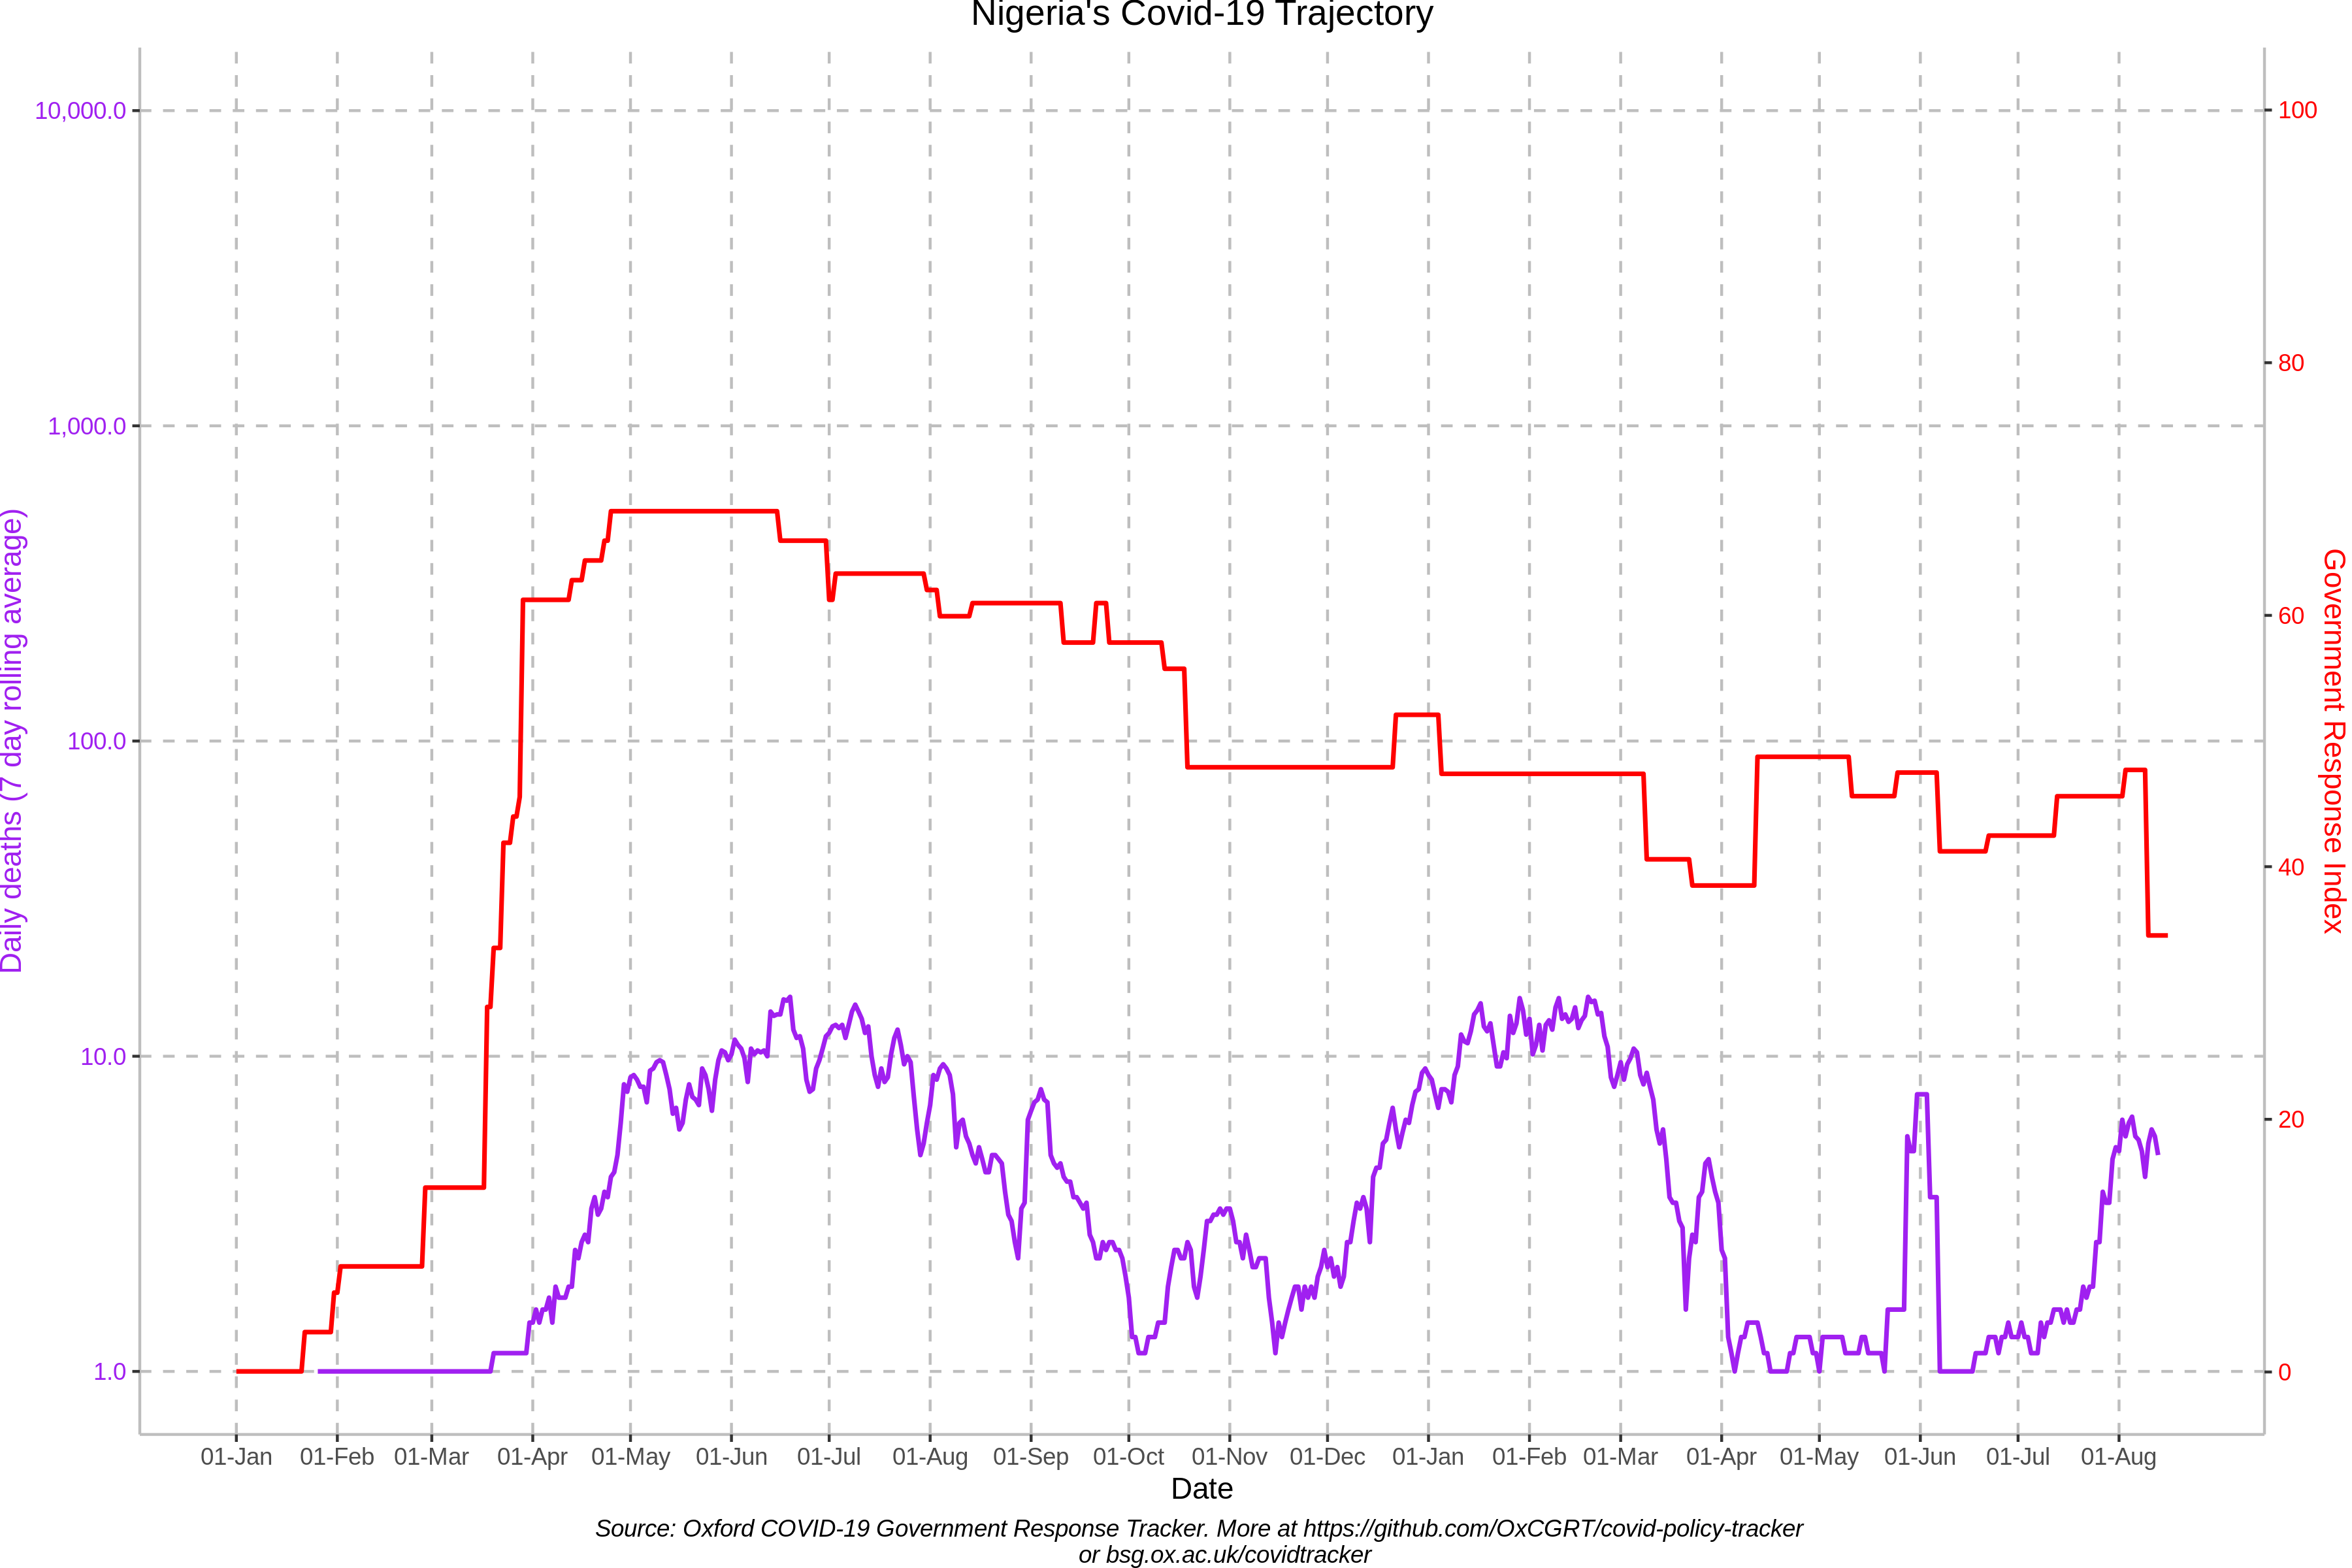 Nigeria's Covid-19 Trajectory
10,000.0
1,000.0
100.0
10.0
1.0
Daily deaths (7 day rolling average)
100
80
60
40
20
0
Government Response Index
01-Jan 01-Feb 01-Mar 01-Apr 01-May 01-Jun 01-Jul 01-Aug 01-Sep 01-Oct 01-Nov 01-Dec 01-Jan 01-Feb 01-Mar 01-Apr 01-May 01-Jun 01-Jul 01-Aug
Date
Source: Oxford COVID-19 Government Response Tracker. More at https://github.com/OxCGRT/covid-policy-tracker
or bsg.ox.ac.uk/covidtracker